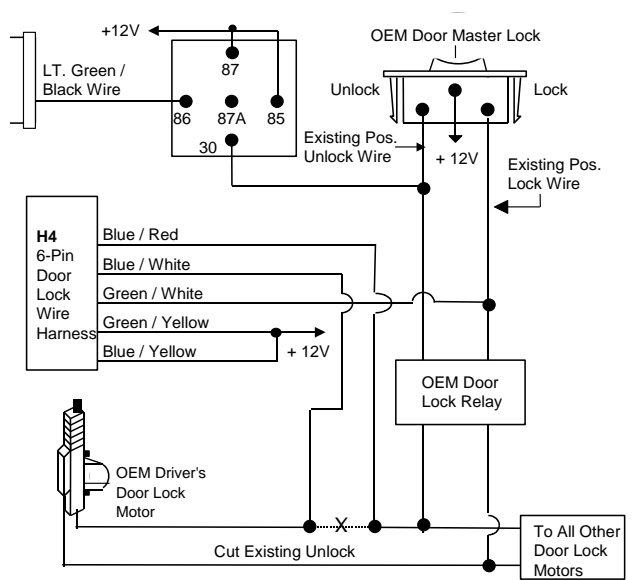 +12V
OEM Door Master Lock
LT. Green /
Black Wire
87
86
87A
85
30
Unlock
Lock
Existing Pos.
Unlock Wire
+ 12V
Existing Pos.
Lock Wire
H4
6-Pin
Door
Lock
Wire
Harness
Blue / Red
Blue / White
Green / White
Green / Yellow
Blue / Yellow
+ 12V
OEM Door
Lock Relay
OEM Driver's
Door Lock
Motor
X
Cut Existing Unlock
To All Other
Door Lock
Motors